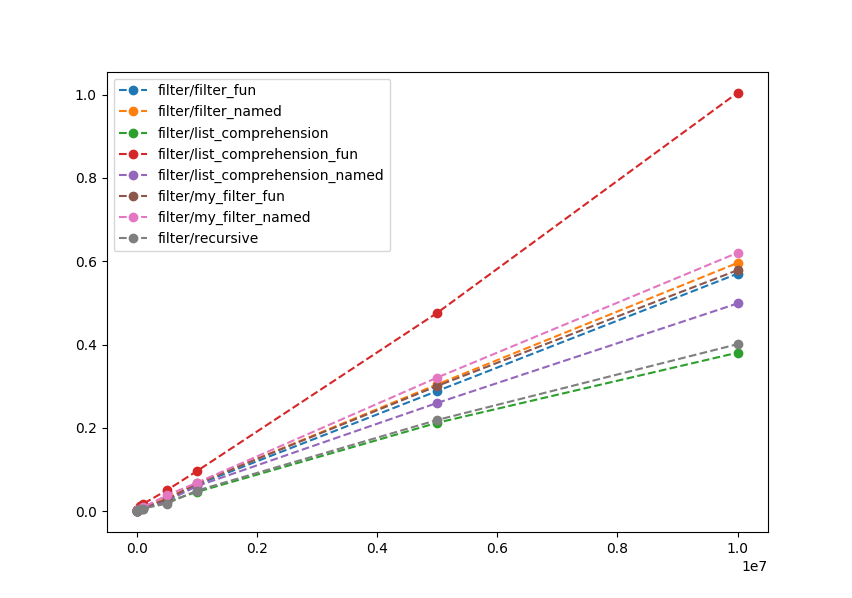 filter/filter_fun
filter/filter_named
filter/list_comprehension
filter/list_comprehension_fun
filter/list_comprehension_named
filter/my_filter_fun
filter/my_filter_named
filter/recursive
1.0
0.8
0.6
0.4
0.2
0.0
0.0 0.2 0.4 0.6 0.8 1.0
1e7